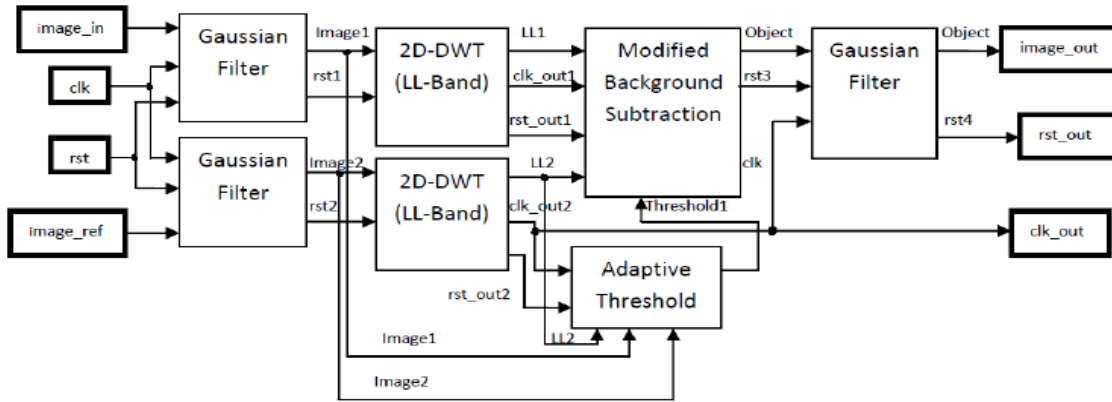 image_in
clk
rst
image_ref
Gaussian
Filter
Gaussian
Filter
Image1
rst1
Image2
rst2
2D-DWT
(LL-Band)
2D-DWT
(LL-Band)
LL1
clk_out1
rst_out1
LL2
clk_out2
rst_out2
Modified
Background
Subtraction
Adaptive
Threshold
Threshold1
LL2
Image1
Image2
Object
rst3
clk
Gaussian
Filter
Object
rst4
image_out
rst_out
clk_out